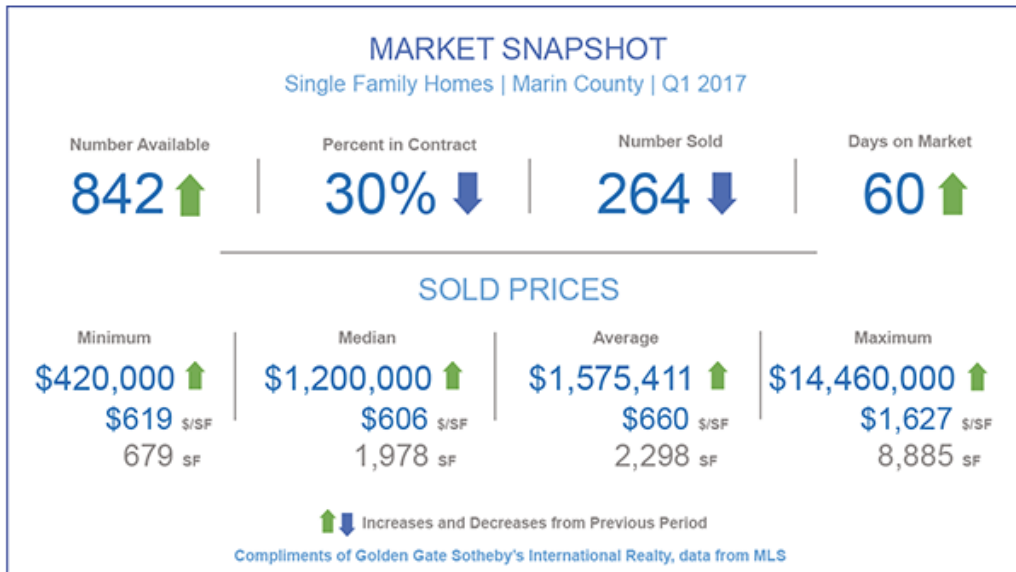 MARKET SNAPSHOT
Single Family Homes | Marin County | Q1 2017
Number Available Percent in Contract Number Sold Days on Market
842 30% 264 60
SOLD PRICES
Minimum Median Average Maximum
$420,000 $1,200,000 $1,575,411 $14,460,000
$619 $/SF $606 $/SF $660 $/SF $1,627 $/SF
679 SF 1,978 SF 2,298 SF 8,885 SF
Increases and Decreases from Previous Period
Compliments of Golden Gate Sotheby's International Realty, data from MLS